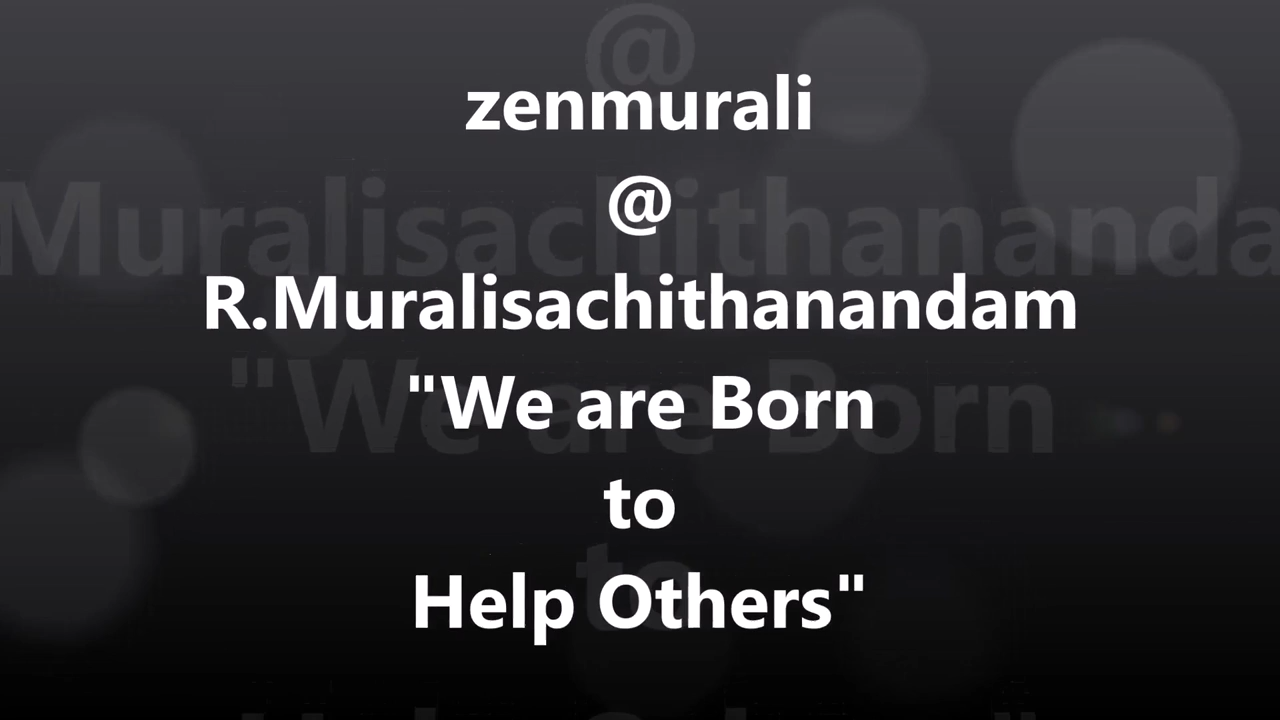 zenmurali
@
R.Muralisachithanandam
"We are Born
to
Help Others"